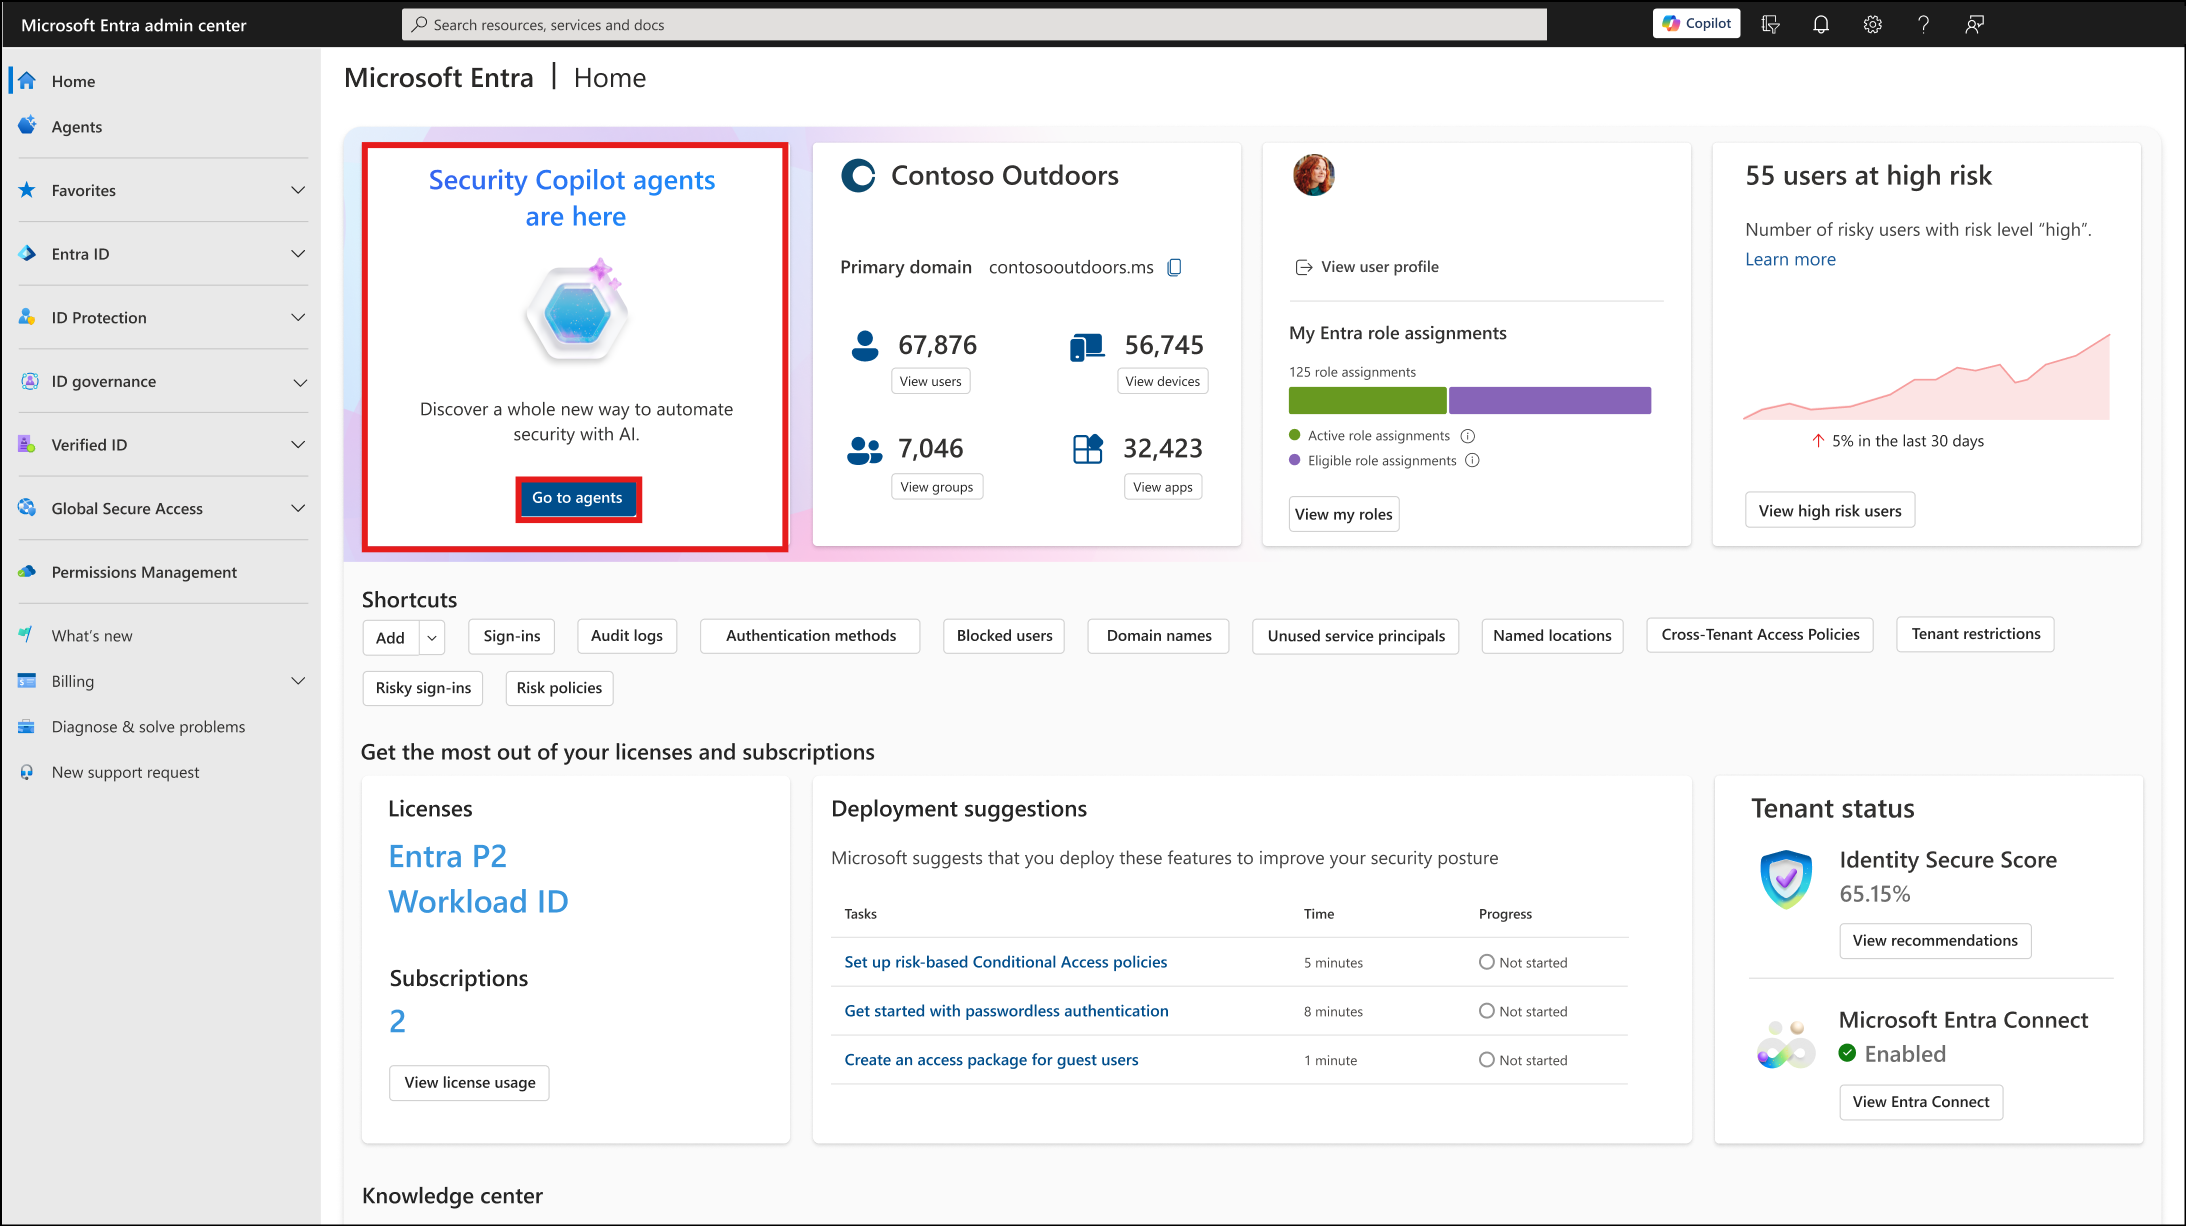 Microsoft Entra admin center
Search resources, services and docs
Copilot
Home
Agents
Favorites
Entra ID
ID Protection
ID governance
Verified ID
Global Secure Access
Permissions Management
What's new
Billing
Diagnose & solve problems
New support request
Microsoft Entra | Home
Security Copilot agents
are here
Discover a whole new way to automate
security with AI.
Go to agents
Contoso Outdoors
Primary domain contosooutdoors.ms
67,876
View users
56,745
View devices
7,046
View groups
32,423
View apps
View user profile
My Entra role assignments
125 role assignments
Active role assignments
Eligible role assignments
View my roles
55 users at high risk
Number of risky users with risk level “high”.
Learn more
5% in the last 30 days
View high risk users
Shortcuts
Add
Sign-ins
Audit logs
Authentication methods
Blocked users
Domain names
Unused service principals
Named locations
Cross-Tenant Access Policies
Tenant restrictions
Risky sign-ins
Risk policies
Get the most out of your licenses and subscriptions
Licenses
Entra P2
Workload ID
Subscriptions
2
View license usage
Deployment suggestions
Microsoft suggests that you deploy these features to improve your security posture
Tasks Time Progress
Set up risk-based Conditional Access policies 5 minutes Not started
Get started with passwordless authentication 8 minutes Not started
Create an access package for guest users 1 minute Not started
Tenant status
Identity Secure Score
65.15%
View recommendations
Microsoft Entra Connect
Enabled
View Entra Connect
Knowledge center